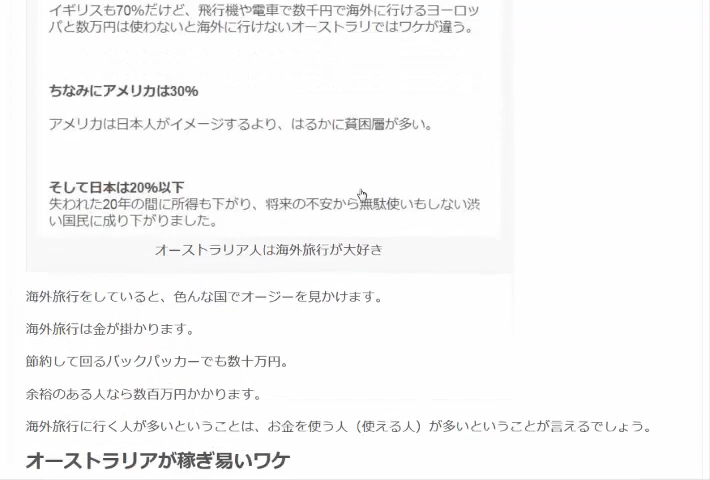 イギリスも70%だけど、飛行機や電車で数千円で海外に行けるヨーロッ
パと数万円は使わないと海外に行けないオーストラリではワケが違う。
ちなみにアメリカは30%
アメリカは日本人がイメージするより、はるかに貧困層が多い。
そして日本は20%以下
失われた20年の間に所得も下がり、将来の不安から無駄使いもしない渋
い国民に成り下がりました。
オーストラリア人は海外旅行が大好き
海外旅行をしていると、色んな国でオージーを見かけます。
海外旅行は金が掛かります。
節約して回るバックパッカーでも数十万円。
余裕のある人なら数百万円かかります。
海外旅行に行く人が多いということは、お金を使う人（使える人）が多いということが言えるでしょう。
オーストラリアが稼ぎ易いワケ